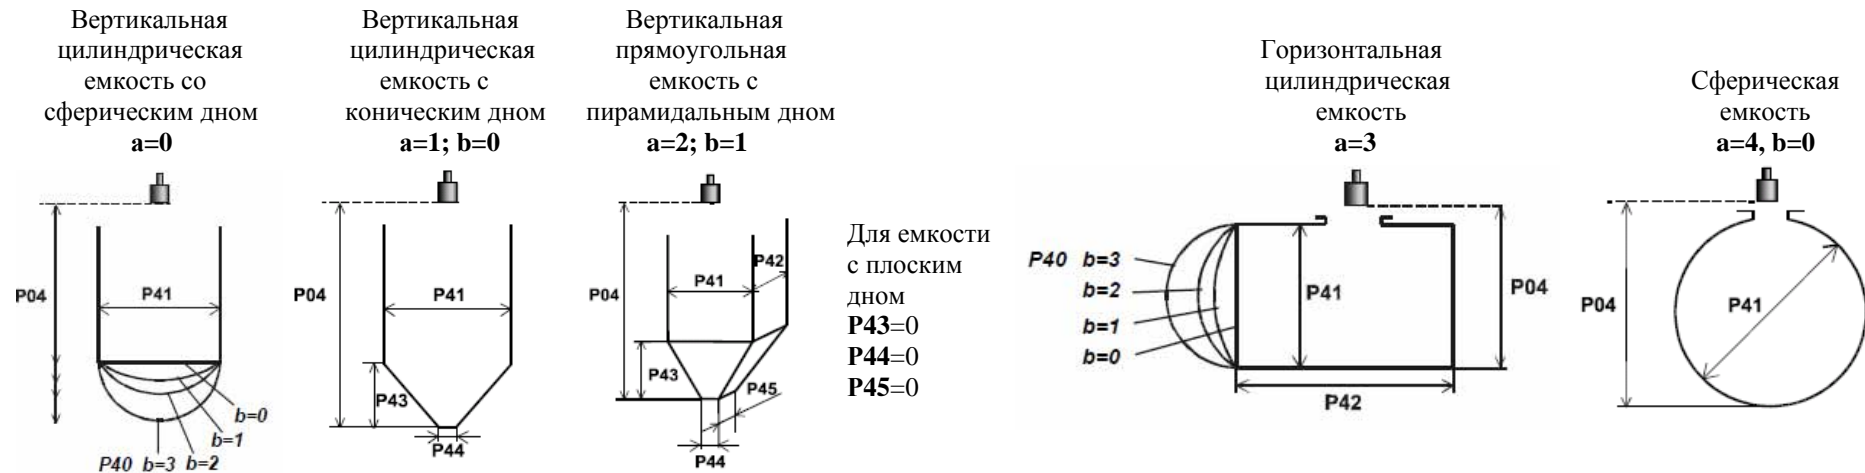 Вертикальная
цилиндрическая
емкость со
сферическим дном
a=0
P04
P41
b=0
b=1
P40 b=3 b=2
Вертикальная
цилиндрическая
емкость с
коническим дном
a=1; b=0
P04
P41
P43
P44
Вертикальная
прямоугольная
емкость с
пирамидальным дном
a=2; b=1
P42
P41
P04
P43
P45
P44
Для емкости
с плоским
дном
P43=0
P44=0
P45=0
Горизонтальная
цилиндрическая
емкость
a=3
P40 b=3
b=2
b=1
b=0
P41
P04
P42
Сферическая
емкость
a=4, b=0
P04
P41